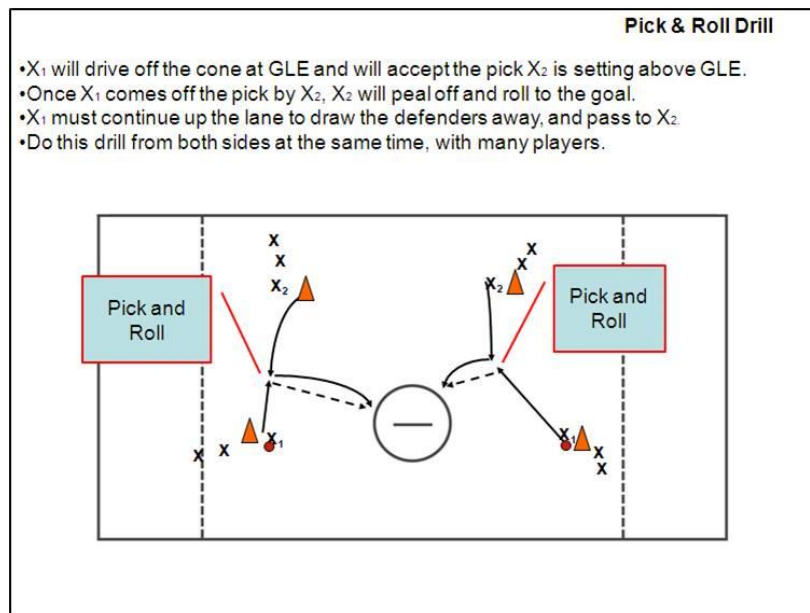 Pick & Roll Drill
•X₁ will drive off the cone at GLE and will accept the pick X₂ is setting above GLE.
•Once X₁ comes off the pick by X₂, X₂ will peal off and roll to the goal.
•X₁ must continue up the lane to draw the defenders away, and pass to X₂.
•Do this drill from both sides at the same time, with many players.
X
X
X₂
X
X
X₂
Pick and
Roll
Pick and
Roll
X₁
X
X
X₁
X
X